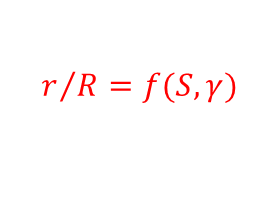 r/R = f(S, γ)